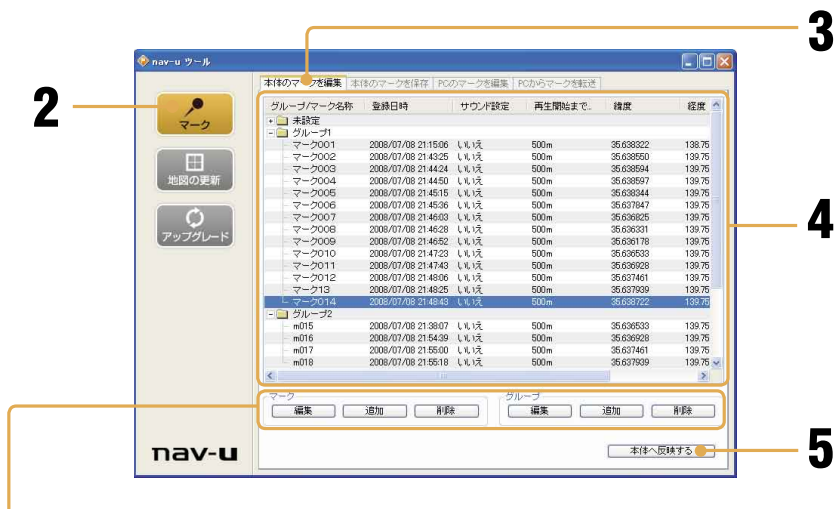 3
nav-u ツール
本体のマークを編集 本体のマークを保存 PCのマークを編集 PCからマークを転送
2
マーク
地図の更新
アップグレード
グループ/マーク名称 登録日時 サウンド設定 再生開始まで.. 緯度 経度
未設定
グループ1
マーク001 2008/07/08 21:15:06 いいえ 500m 35.638322 138.75
マーク002 2008/07/08 21:43:25 いいえ 500m 35.638550 139.75
マーク003 2008/07/08 21:44:24 いいえ 500m 35.638594 139.75
マーク004 2008/07/08 21:44:50 いいえ 500m 35.638597 139.75
マーク005 2008/07/08 21:45:15 いいえ 500m 35.638344 139.75
マーク006 2008/07/08 21:45:36 いいえ 500m 35.637847 139.75
マーク007 2008/07/08 21:46:03 いいえ 500m 35.636825 139.75
マーク008 2008/07/08 21:46:28 いいえ 500m 35.636331 139.75
マーク009 2008/07/08 21:46:52 いいえ 500m 35.636178 139.75
マーク010 2008/07/08 21:47:23 いいえ 500m 35.636533 139.75
マーク011 2008/07/08 21:47:43 いいえ 500m 35.636928 139.75
マーク012 2008/07/08 21:48:06 いいえ 500m 35.637461 139.75
マーク13 2008/07/08 21:48:25 いいえ 500m 35.637939 139.75
マーク014 2008/07/08 21:48:43 いいえ 500m 35.638722 139.75
グループ2
m015 2008/07/08 21:38:07 いいえ 500m 35.636533 139.75
m016 2008/07/08 21:54:39 いいえ 500m 35.636928 139.75
m017 2008/07/08 21:55:00 いいえ 500m 35.637461 139.75
m018 2008/07/08 21:55:18 いいえ 500m 35.637939 139.75
4
マーク グループ
編集 追加 削除 編集 追加 削除
nav-u
本体へ反映する
5